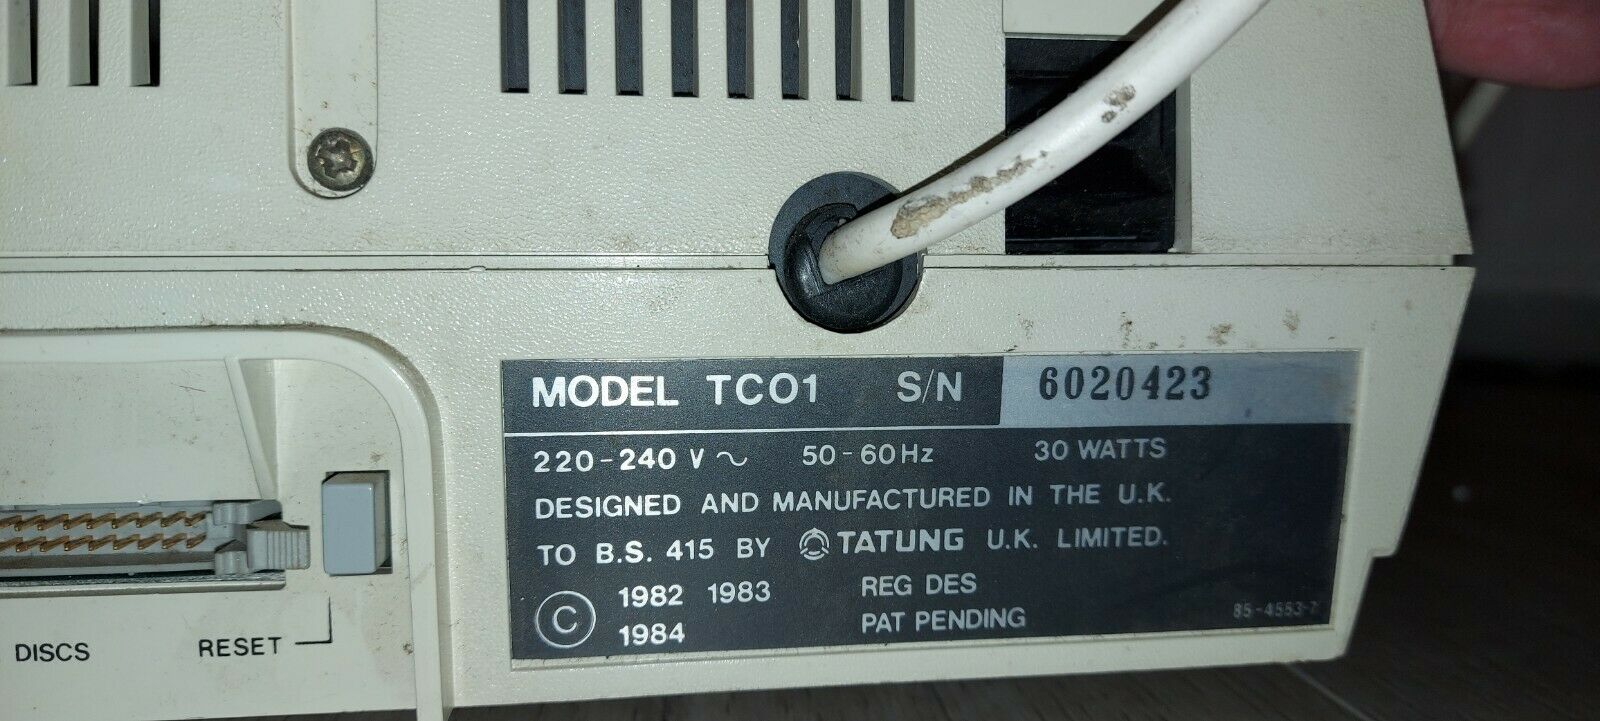 MODEL TC01 S/N 6020423
220-240 V ~ 50-60Hz 30 WATTS
DESIGNED AND MANUFACTURED IN THE U.K.
TO B.S. 415 BY TATUNG U.K. LIMITED.
© 1982 1983 REG DES
1984 PAT PENDING
85-4553-2
DISCS RESET